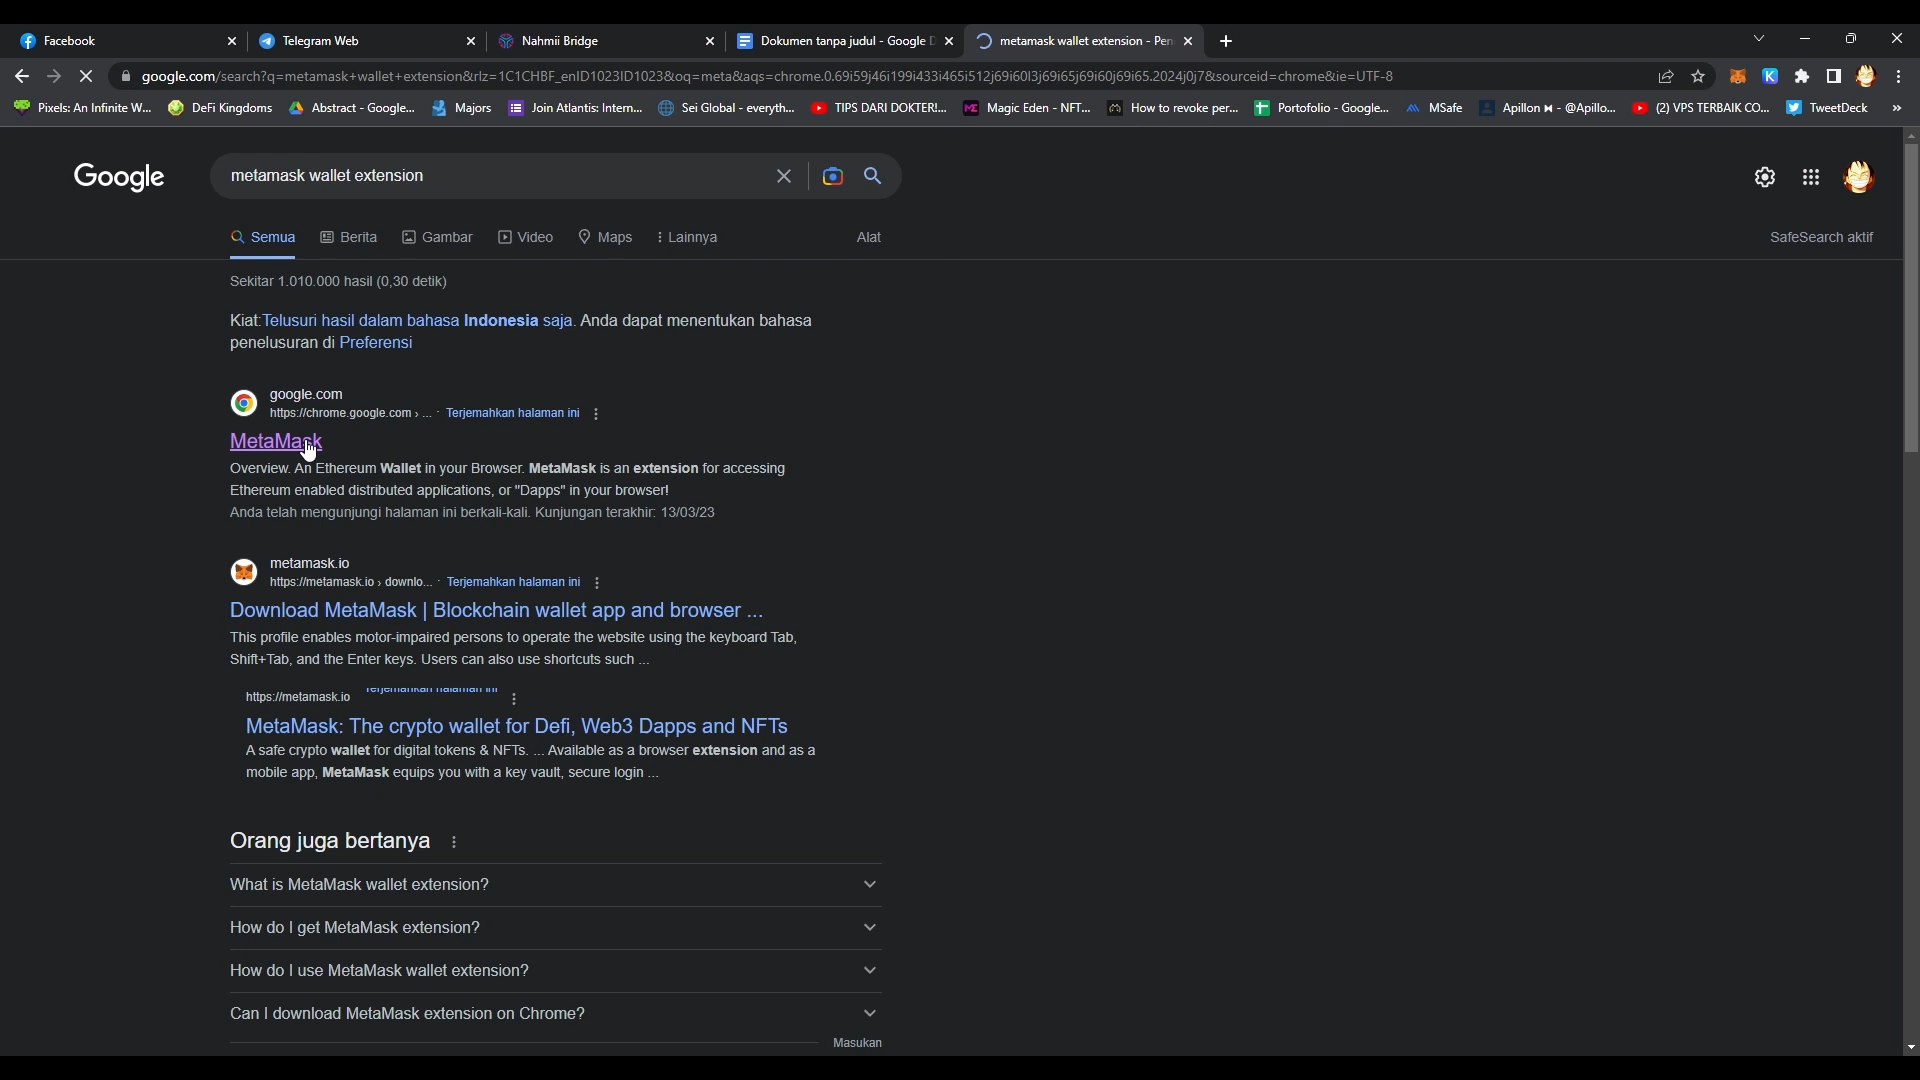 Facebook
Telegram Web
Nahmii Bridge
Dokumen tanpa judul - Google D
metamask wallet extension - Pen
google.com/search?q=metamask+wallet+extension&rlz=1C1CHBF_enID1023ID1023&oq=meta&aqs=chrome.0.69i59j46i199i433i465i512j69i60l3j69i65j69i60j69i65.2024j0j7&sourceid=chrome&ie=UTF-8
Pixels: An Infinite W...
DeFi Kingdoms
Abstract - Google...
Majors
Join Atlantis: Intern...
Sei Global - everyth...
TIPS DARI DOKTER!...
Magic Eden - NFT...
How to revoke per...
Portofolio - Google...
MSafe
Apillon ⧓ - @Apillo...
(2) VPS TERBAIK CO...
TweetDeck
»
Google
metamask wallet extension
Semua
Berita
Gambar
Video
Maps
Lainnya
Alat
SafeSearch aktif
Sekitar 1.010.000 hasil (0,30 detik)
Kiat:Telusuri hasil dalam bahasa Indonesia saja. Anda dapat menentukan bahasa
penelusuran di Preferensi
google.com
https://chrome.google.com › ... · Terjemahkan halaman ini
MetaMask
Overview. An Ethereum Wallet in your Browser. MetaMask is an extension for accessing
Ethereum enabled distributed applications, or "Dapps" in your browser!
Anda telah mengunjungi halaman ini berkali-kali. Kunjungan terakhir: 13/03/23
metamask.io
https://metamask.io › downlo... · Terjemahkan halaman ini
Download MetaMask | Blockchain wallet app and browser ...
This profile enables motor-impaired persons to operate the website using the keyboard Tab,
Shift+Tab, and the Enter keys. Users can also use shortcuts such ...
https://metamask.io Terjemahkan halaman ini
MetaMask: The crypto wallet for Defi, Web3 Dapps and NFTs
A safe crypto wallet for digital tokens & NFTs. ... Available as a browser extension and as a
mobile app, MetaMask equips you with a key vault, secure login ...
Orang juga bertanya
What is MetaMask wallet extension?
How do I get MetaMask extension?
How do I use MetaMask wallet extension?
Can I download MetaMask extension on Chrome?
Masukan